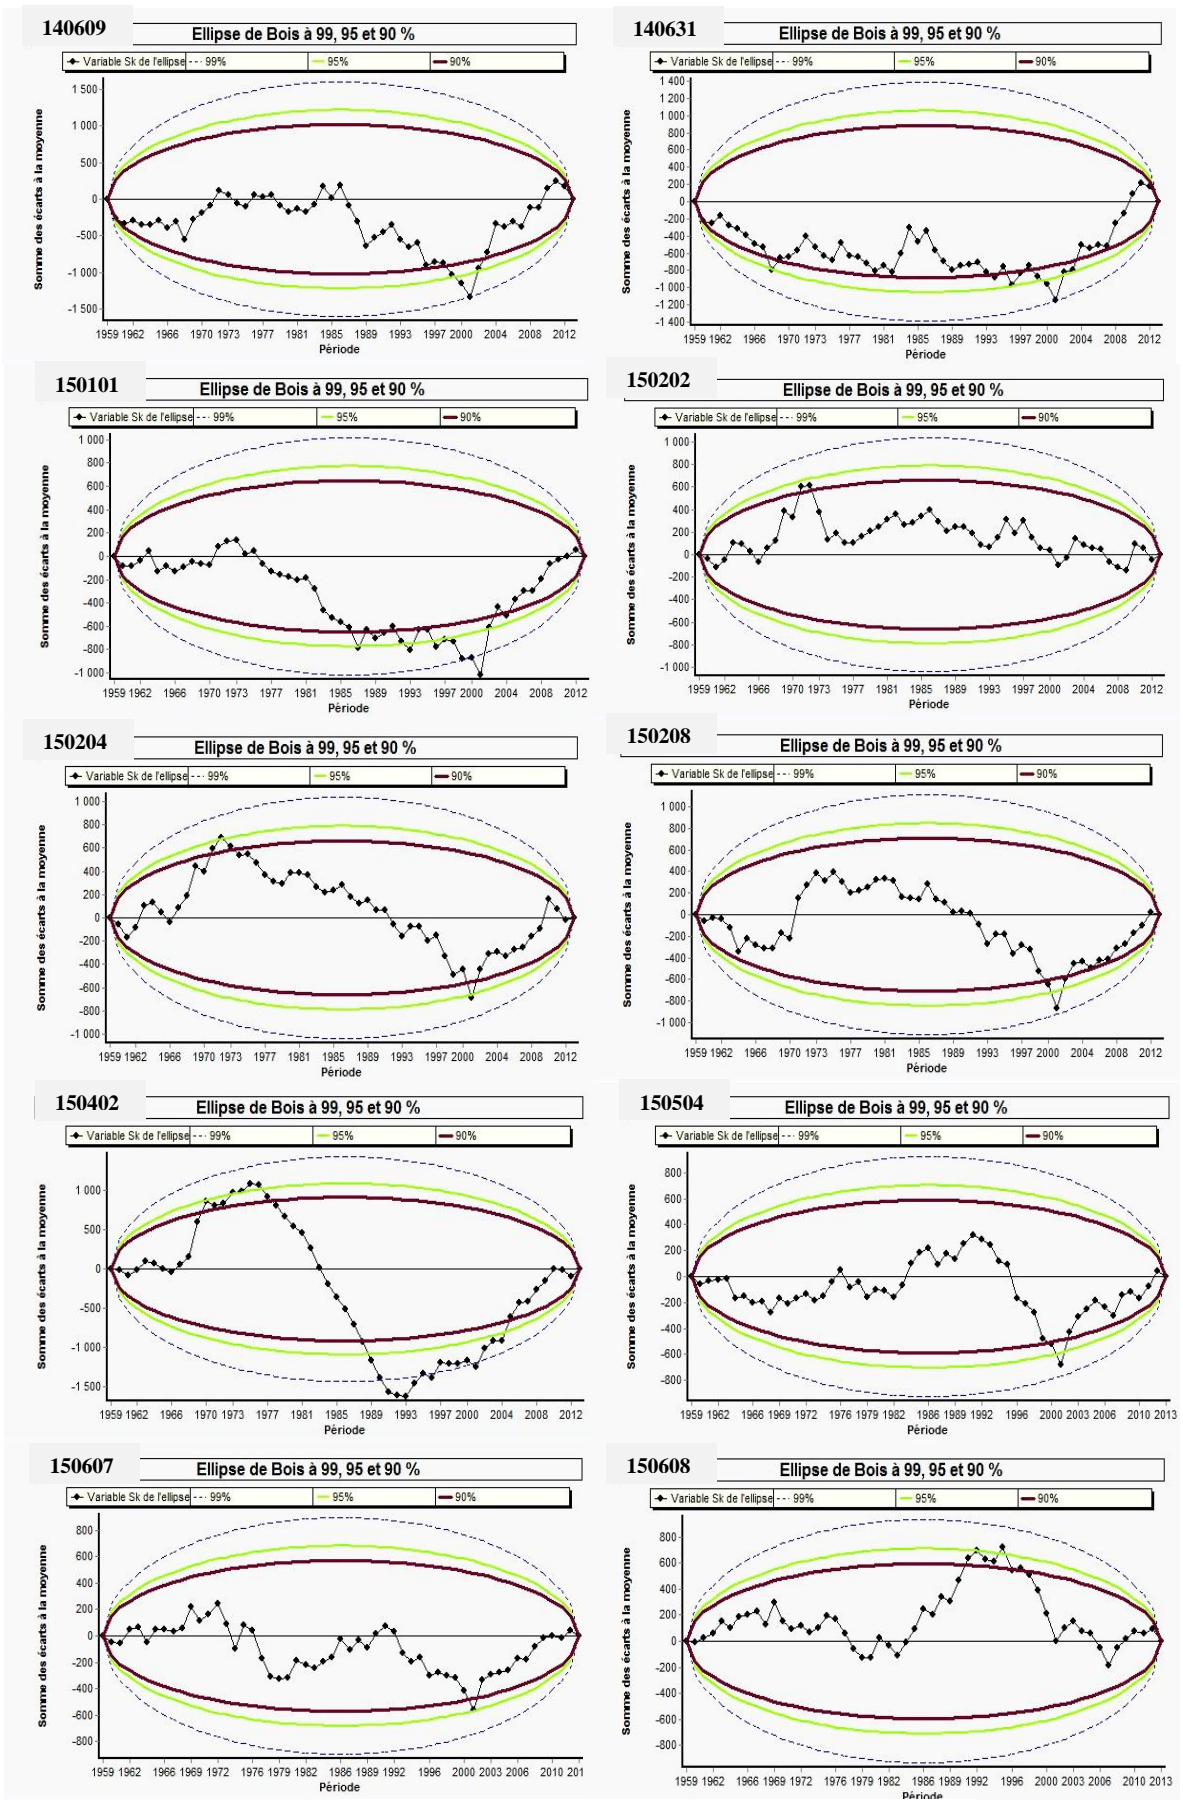 140609
Ellipse de Bois à 99, 95 et 90 %
Variable Sk de l'ellipse 99% 95% 90%
Somme des écarts à la moyenne
1 500
1 000
500
0
-500
-1 000
-1 500
1959 1962 1966 1970 1973 1977 1981 1985 1989 1993 1997 2000 2004 2008 2012
Période
140631
Ellipse de Bois à 99, 95 et 90 %
Variable Sk de l'ellipse 99% 95% 90%
Somme des écarts à la moyenne
1 400
1 200
1 000
800
600
400
200
0
-200
-400
-600
-800
-1 000
-1 200
-1 400
1959 1962 1966 1970 1973 1977 1981 1985 1989 1993 1997 2000 2004 2008 2012
Période
150101
Ellipse de Bois à 99, 95 et 90 %
Variable Sk de l'ellipse 99% 95% 90%
Somme des écarts à la moyenne
1 000
800
600
400
200
0
-200
-400
-600
-800
-1 000
1959 1962 1966 1970 1973 1977 1981 1985 1989 1993 1997 2000 2004 2008 2012
Période
150202
Ellipse de Bois à 99, 95 et 90 %
Variable Sk de l'ellipse 99% 95% 90%
Somme des écarts à la moyenne
1 000
800
600
400
200
0
-200
-400
-600
-800
-1 000
1959 1962 1966 1970 1973 1977 1981 1985 1989 1993 1997 2000 2004 2008 2012
Période
150204
Ellipse de Bois à 99, 95 et 90 %
Variable Sk de l'ellipse 99% 95% 90%
Somme des écarts à la moyenne
1 000
800
600
400
200
0
-200
-400
-600
-800
-1 000
1959 1962 1966 1970 1973 1977 1981 1985 1989 1993 1997 2000 2004 2008 2012
Période
150208
Ellipse de Bois à 99, 95 et 90 %
Variable Sk de l'ellipse 99% 95% 90%
Somme des écarts à la moyenne
1 000
800
600
400
200
0
-200
-400
-600
-800
-1 000
1959 1962 1966 1970 1973 1977 1981 1985 1989 1993 1997 2000 2004 2008 2012
Période
150402
Ellipse de Bois à 99, 95 et 90 %
Variable Sk de l'ellipse 99% 95% 90%
Somme des écarts à la moyenne
1 000
500
0
-500
-1 000
-1 500
1959 1962 1966 1970 1973 1977 1981 1985 1989 1993 1997 2000 2004 2008 2012
Période
150504
Ellipse de Bois à 99, 95 et 90 %
Variable Sk de l'ellipse 99% 95% 90%
Somme des écarts à la moyenne
800
600
400
200
0
-200
-400
-600
-800
1959 1962 1966 1969 1972 1976 1979 1982 1986 1989 1992 1996 2000 2003 2006 2010 2013
Période
150607
Ellipse de Bois à 99, 95 et 90 %
Variable Sk de l'ellipse 99% 95% 90%
Somme des écarts à la moyenne
800
600
400
200
0
-200
-400
-600
-800
1959 1962 1966 1969 1972 1976 1979 1982 1986 1989 1992 1996 2000 2003 2006 2010 201
Période
150608
Ellipse de Bois à 99, 95 et 90 %
Variable Sk de l'ellipse 99% 95% 90%
Somme des écarts à la moyenne
800
600
400
200
0
-200
-400
-600
-800
1959 1962 1966 1969 1972 1976 1979 1982 1986 1989 1992 1996 2000 2003 2006 2010 2013
Période